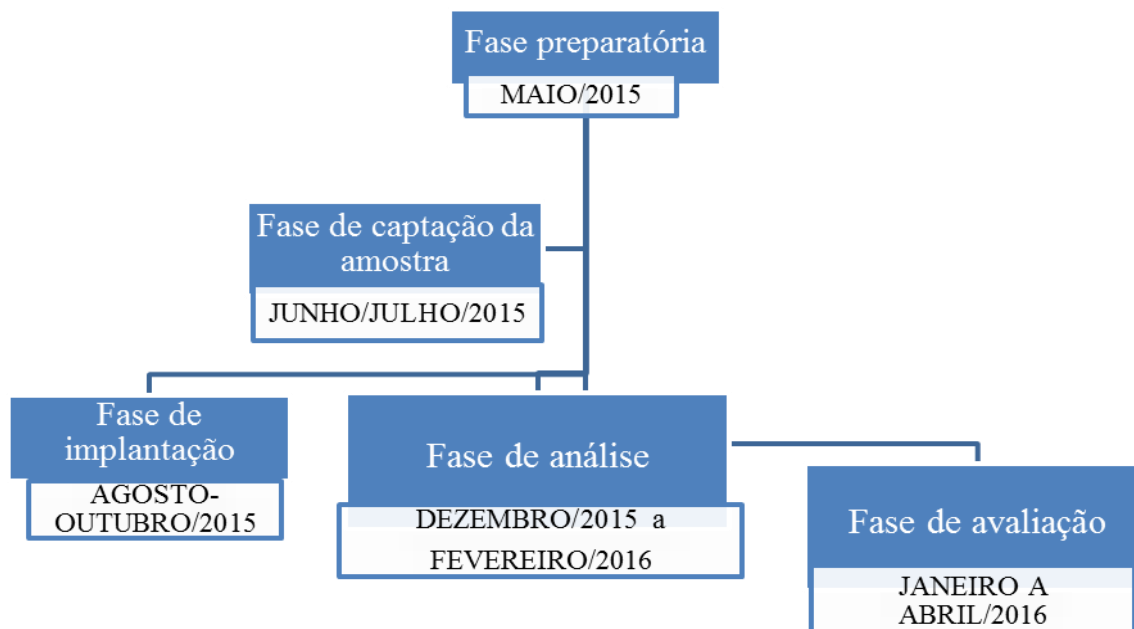 Fase preparatória
MAIO/2015
Fase de captação da
amostra
JUNHO/JULHO/2015
Fase de
implantação
AGOSTO-
OUTUBRO/2015
Fase de análise
DEZEMBRO/2015 a
FEVEREIRO/2016
Fase de avaliação
JANEIRO A
ABRIL/2016